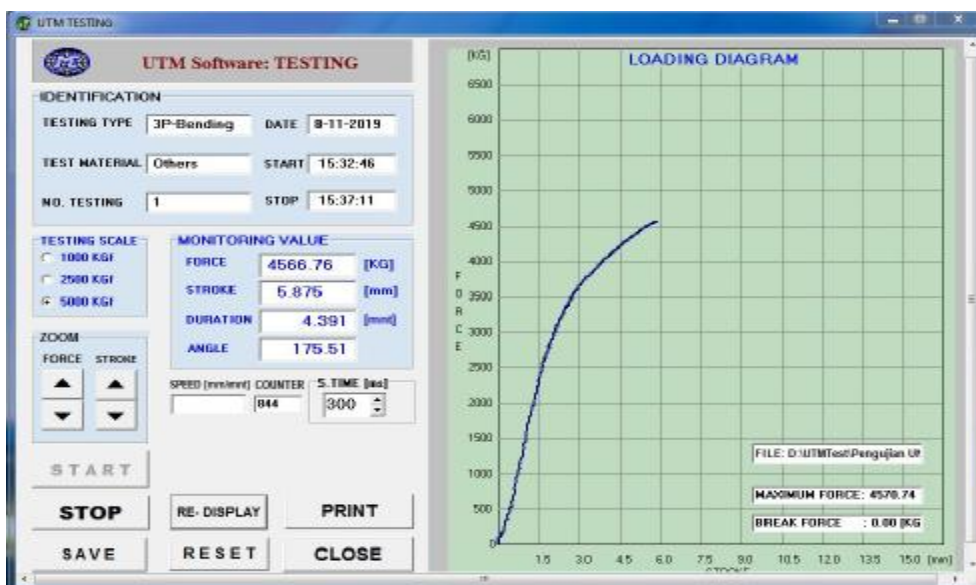 UTM TESTING
UTM Software: TESTING
IDENTIFICATION
TESTING TYPE 3P-Bending DATE 8-11-2019
TEST MATERIAL Others START 15:32:46
NO. TESTING 1 STOP 15:37:11
TESTING SCALE
1000 KGf
2500 KGf
5000 KGf
MONITORING VALUE
FORCE 4566.76 [KG]
STROKE 5.875 [mm]
DURATION 4.391 [mnt]
ANGLE 175.51
ZOOM
FORCE STROKE
SPEED [mm/mnt] COUNTER S.TIME [ms]
844 300
START
STOP RE-DISPLAY PRINT
SAVE RESET CLOSE
[KG] LOADING DIAGRAM
6500
6000
5500
5000
4500
4000
3500
3000
2500
2000
1500
1000
500
0
FORCE
FILE: D:\UTMTest\Pengujian
MAXIMUM FORCE: 4570.74
BREAK FORCE : 0.00 [KG
1.5 3.0 4.5 6.0 7.5 9.0 10.5 12.0 13.5 15.0 [mm]